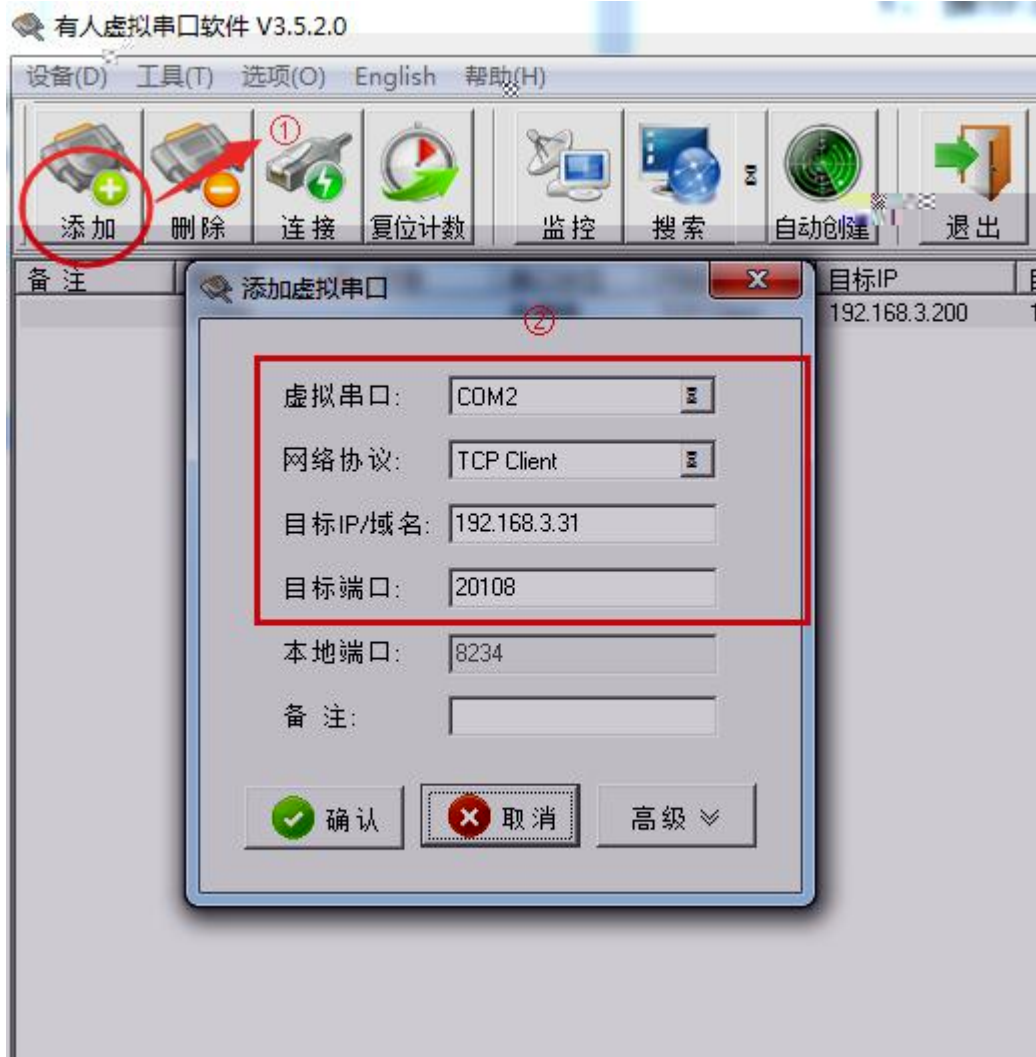 有人虚拟串口软件 V3.5.2.0
设备(D) 工具(T) 选项(O) English 帮助(H)
①
添加 删除 连接 复位计数 监控 搜索 自动创建 退出
备 注 目标IP
192.168.3.200
添加虚拟串口
②
虚拟串口: COM2
网络协议: TCP Client
目标IP/域名: 192.168.3.31
目标端口: 20108
本地端口: 8234
备 注:
确认 取消 高级